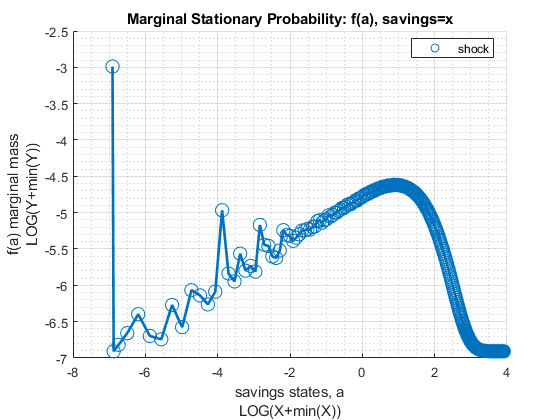 Marginal Stationary Probability: f(a), savings=x
shock
-2.5
-3
-3.5
-4
-4.5
-5
-5.5
-6
-6.5
-7
f(a) marginal mass
LOG(Y+min(Y))
-8
-6
-4
-2
0
2
4
savings states, a
LOG(X+min(X))